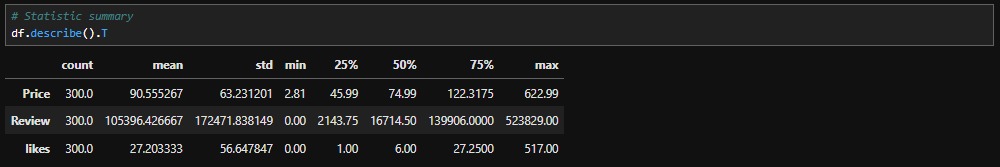 # Statistic summary
df.describe().T
count mean std min 25% 50% 75% max
Price 300.0 90.555267 63.231201 2.81 45.99 74.99 122.3175 622.99
Review 300.0 105396.426667 172471.838149 0.00 2143.75 16714.50 139906.0000 523829.00
likes 300.0 27.203333 56.647847 0.00 1.00 6.00 27.2500 517.00